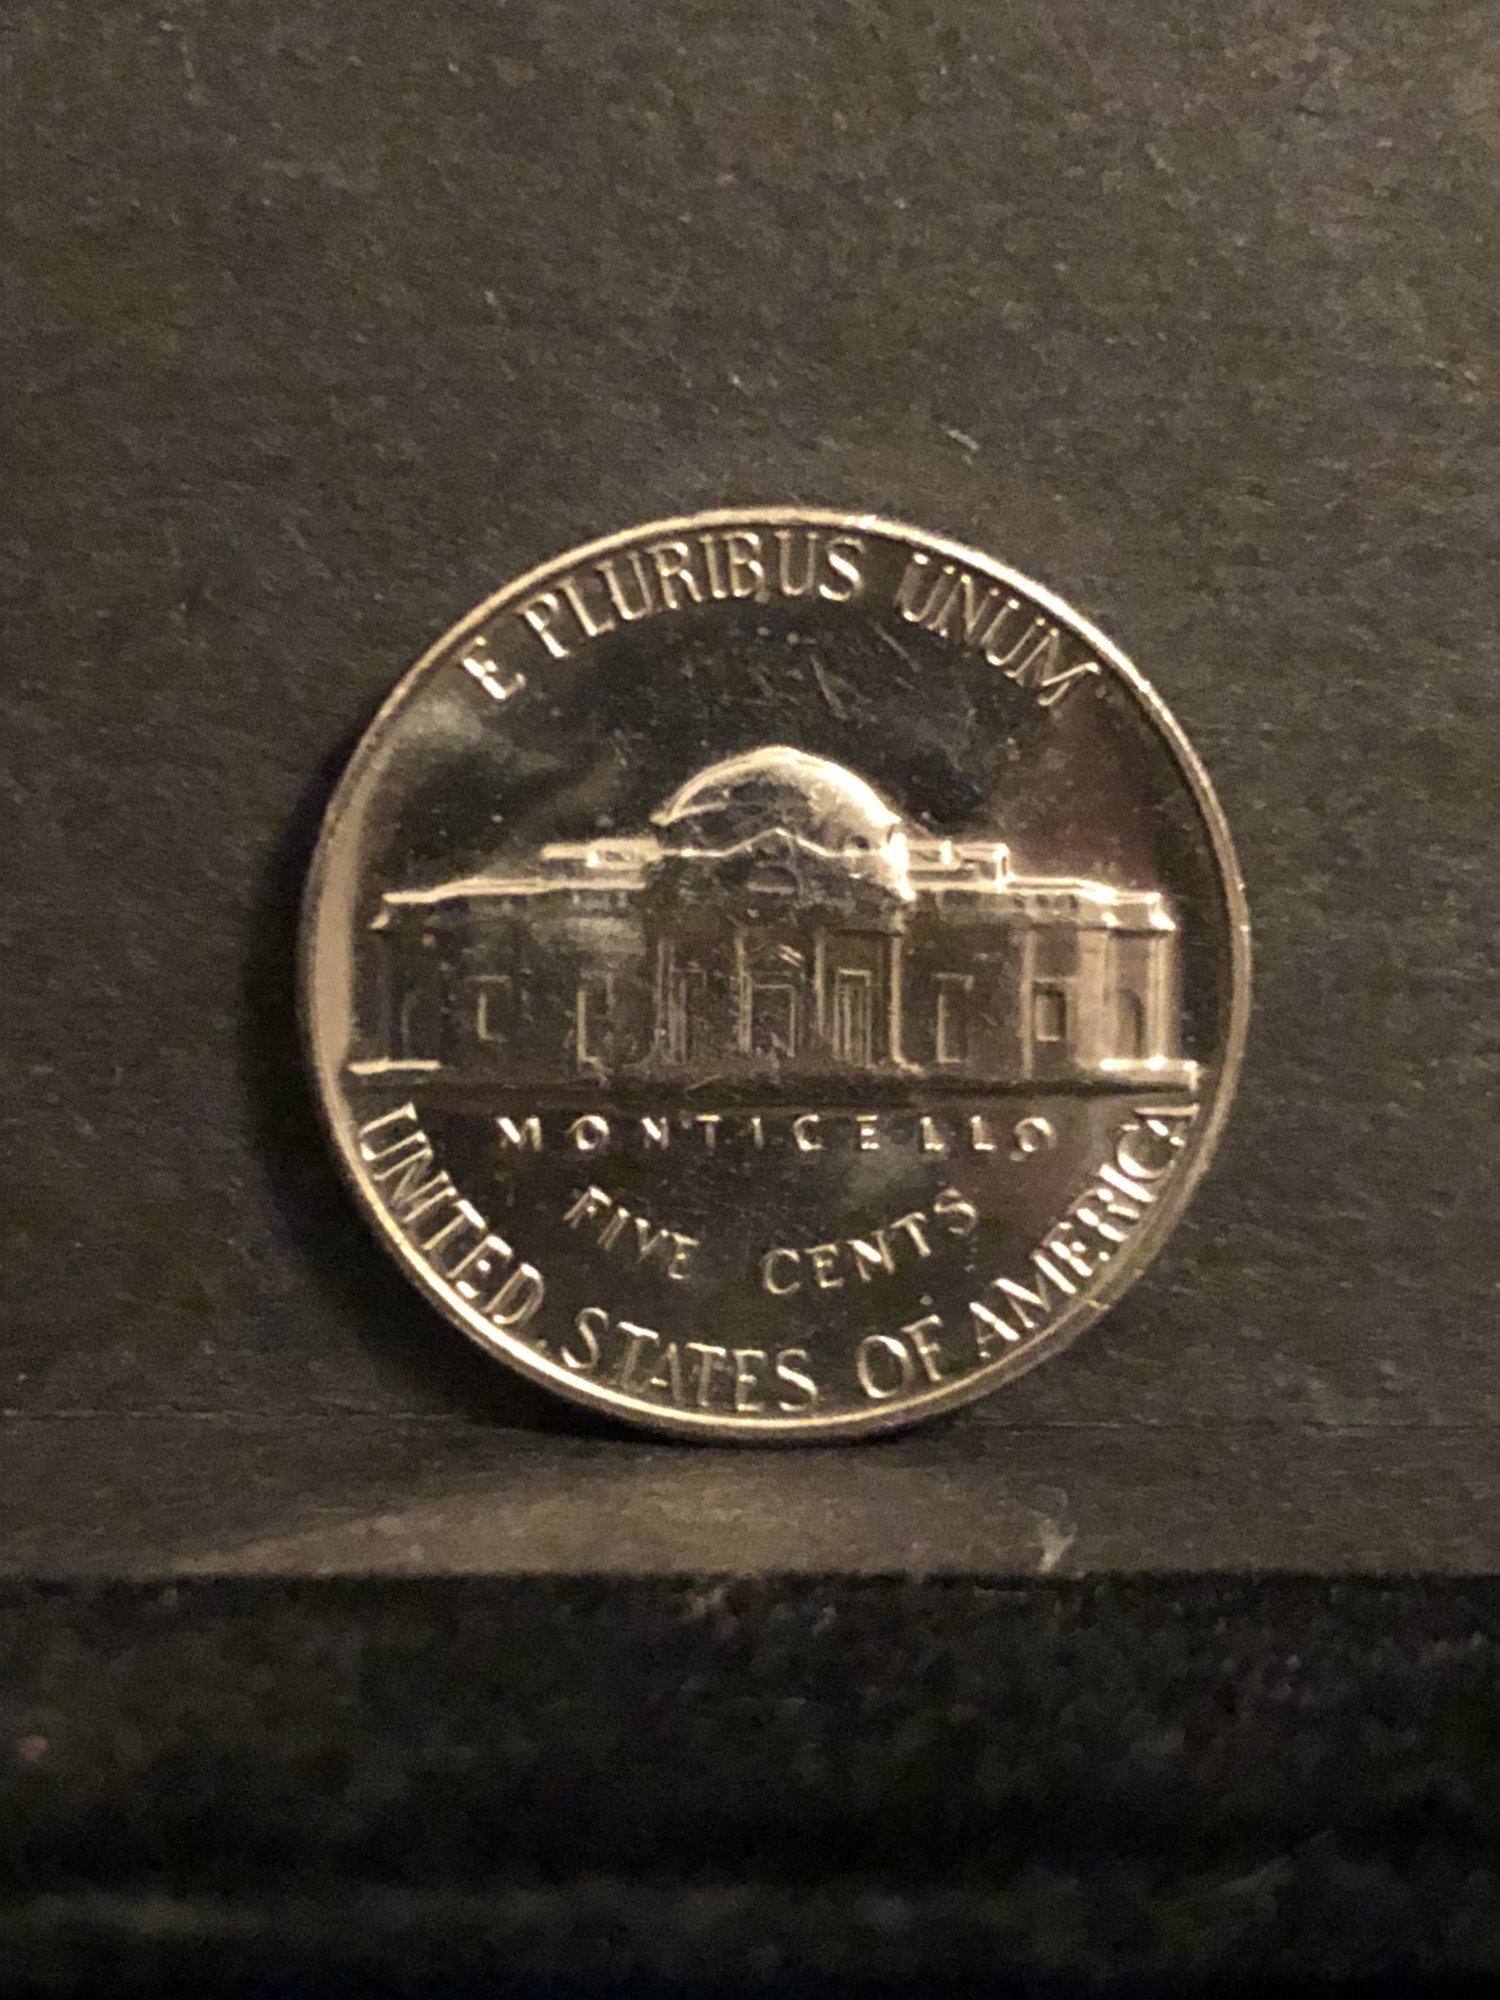 E PLURIBUS UNUM
MONTICELLO
FIVE CENTS
UNITED STATES OF AMERICA